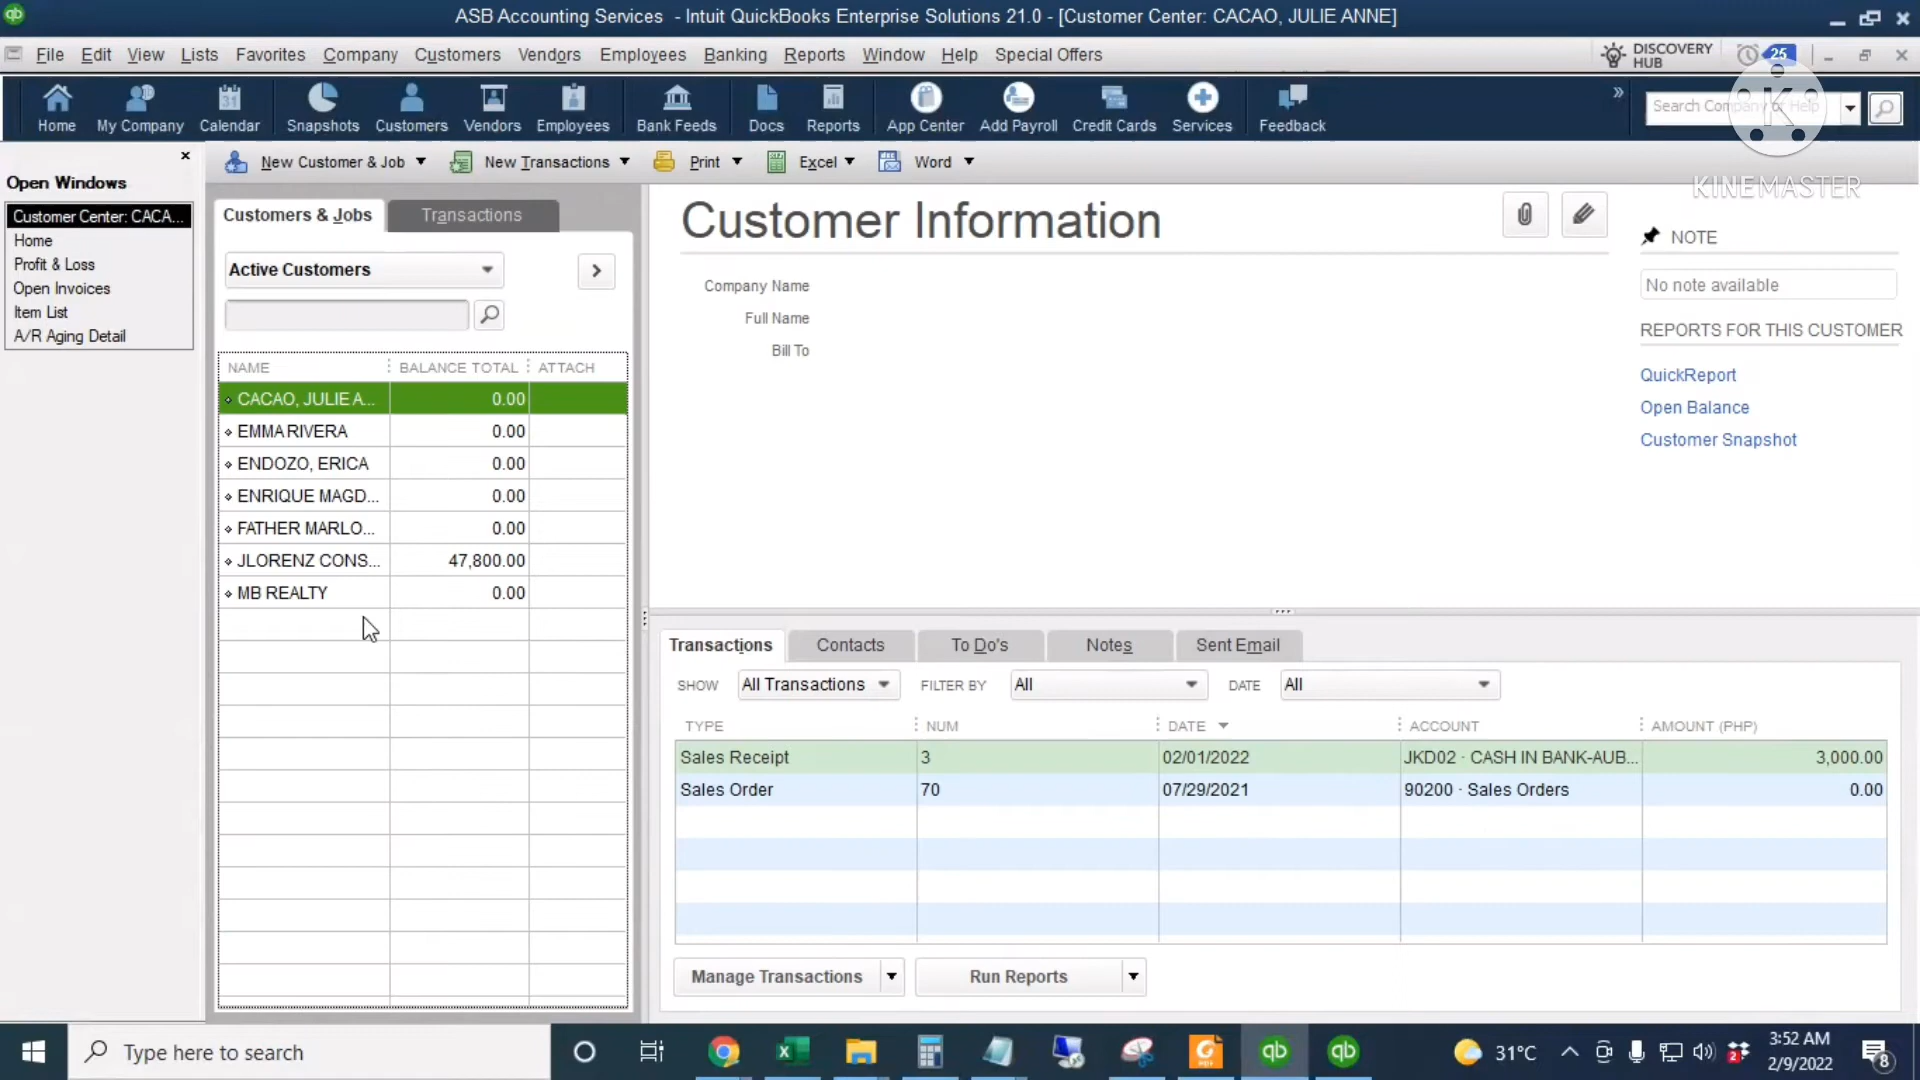 ASB Accounting Services - Intuit QuickBooks Enterprise Solutions 21.0 - [Customer Center: CACAO, JULIE ANNE]
File Edit View Lists Favorites Company Customers Vendors Employees Banking Reports Window Help Special Offers
DISCOVERY HUB 25
Home My Company Calendar Snapshots Customers Vendors Employees Bank Feeds Docs Reports App Center Add Payroll Credit Cards Services Feedback
Search Company or Help
K
KINEMASTER
New Customer & Job New Transactions Print Excel Word
Open Windows
Customer Center: CACA...
Home
Profit & Loss
Open Invoices
Item List
A/R Aging Detail
Customers & Jobs Transactions
Active Customers
NAME BALANCE TOTAL ATTACH
CACAO, JULIE A... 0.00
EMMA RIVERA 0.00
ENDOZO, ERICA 0.00
ENRIQUE MAGD... 0.00
FATHER MARLO... 0.00
JLORENZ CONS... 47,800.00
MB REALTY 0.00
Customer Information
Company Name
Full Name
Bill To
NOTE
No note available
REPORTS FOR THIS CUSTOMER
QuickReport
Open Balance
Customer Snapshot
Transactions Contacts To Do's Notes Sent Email
SHOW All Transactions FILTER BY All DATE All
TYPE NUM DATE ACCOUNT AMOUNT (PHP)
Sales Receipt 3 02/01/2022 JKD02 · CASH IN BANK-AUB... 3,000.00
Sales Order 70 07/29/2021 90200 · Sales Orders 0.00
Manage Transactions Run Reports
Type here to search
31°C
3:52 AM
2/9/2022
8